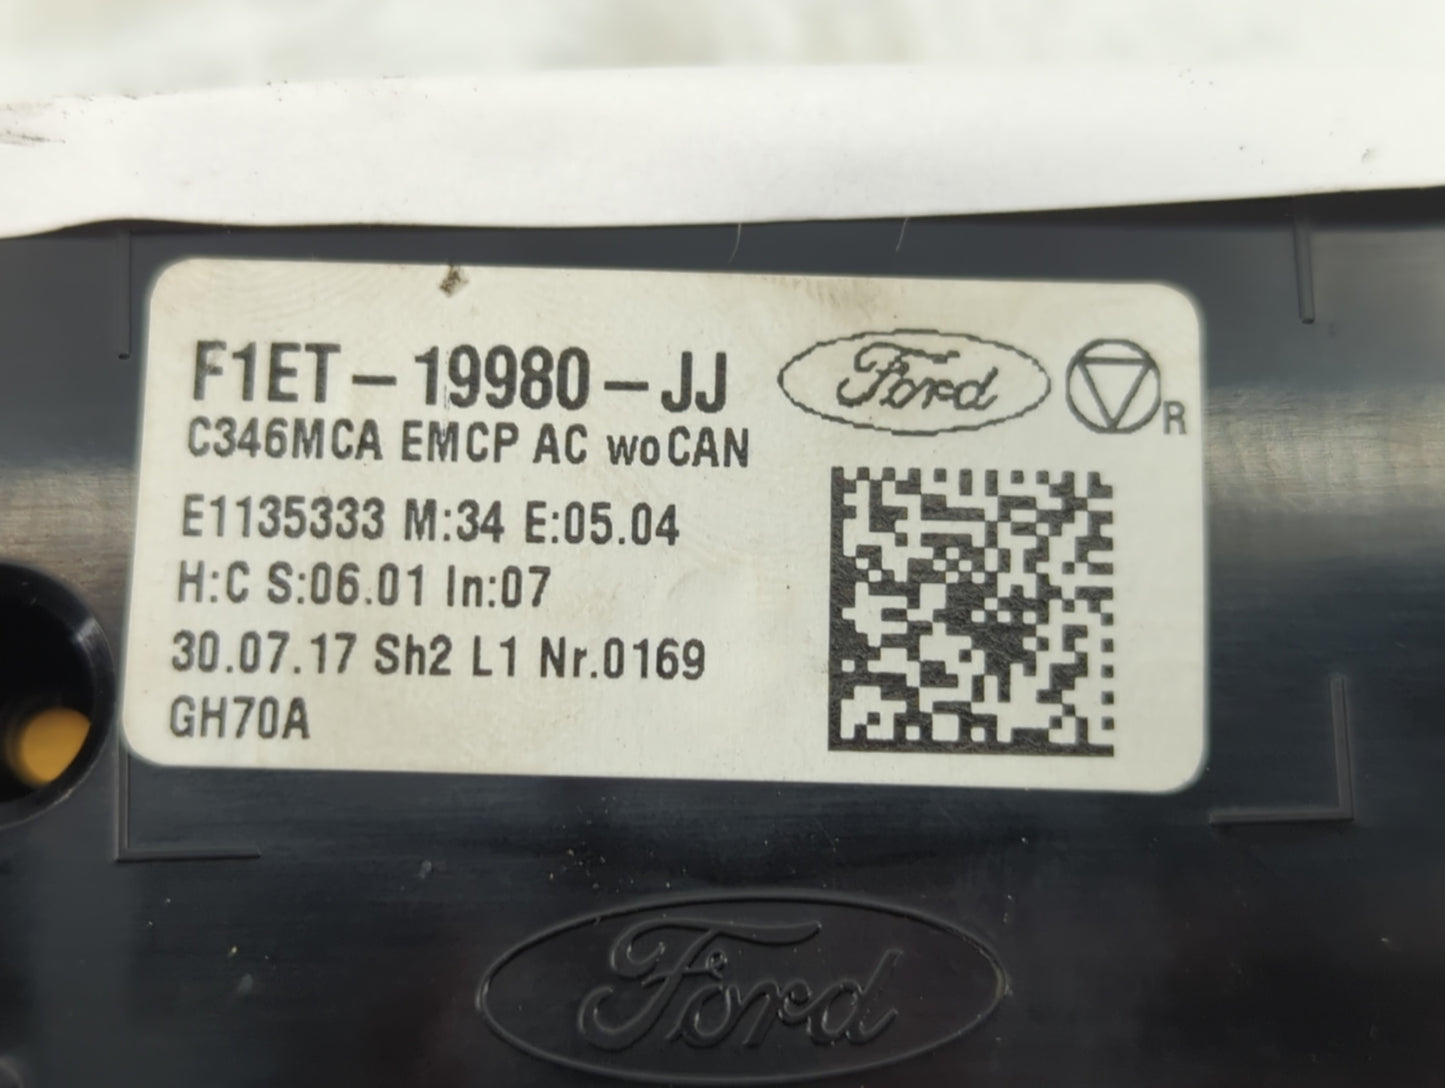 F1ET-19980-JJ
Ford
R
C346MCA EMCP AC woCAN
E1135333 M:34 E:05.04
H:C S:06.01 In:07
30.07.17 Sh2 L1 Nr.0169
GH70A
Ford